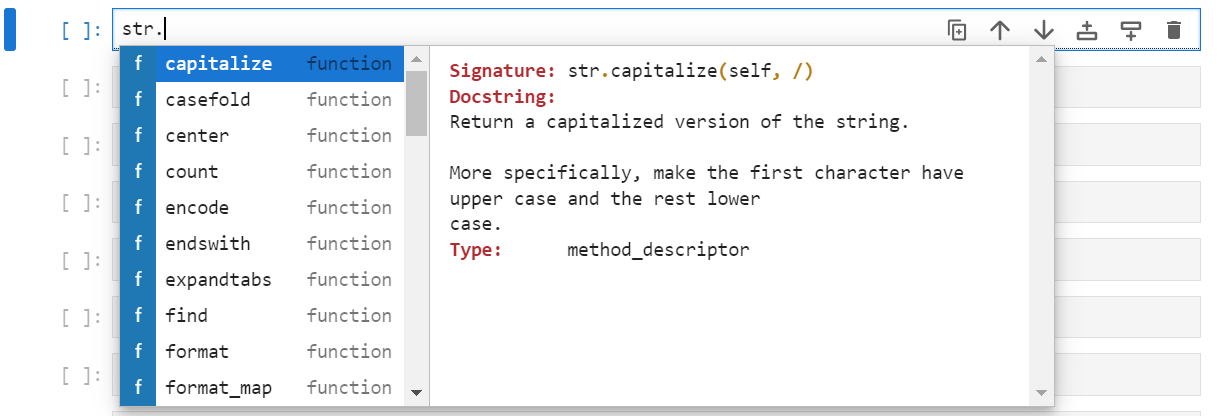 [ ]: str.
[ ]:
[ ]:
[ ]:
[ ]:
[ ]:
[ ]:
f capitalize function
f casefold function
f center function
f count function
f encode function
f endswith function
f expandtabs function
f find function
f format function
f format_map function
Signature: str.capitalize(self, /)
Docstring:
Return a capitalized version of the string.
More specifically, make the first character have
upper case and the rest lower
case.
Type: method_descriptor